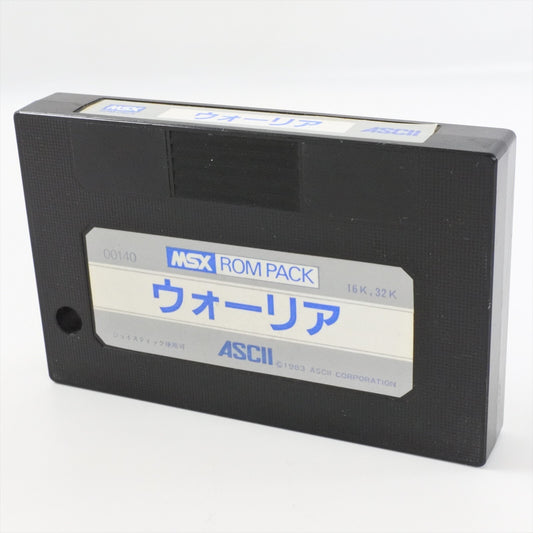 MSX
ウォーリア
ASCII
00140
MSX ROM PACK
16K, 32K
ウォーリア
ジョイスティック使用可
ASCII
©1983 ASCII CORPORATION